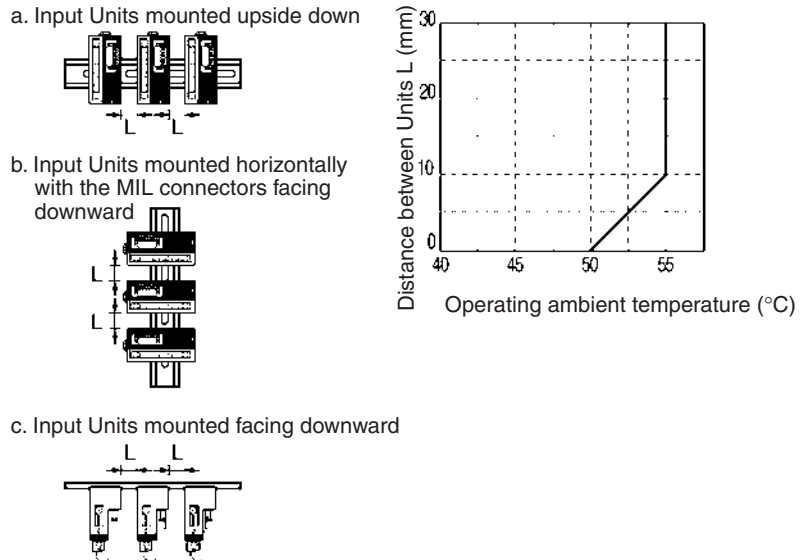 a. Input Units mounted upside down
L L
b. Input Units mounted horizontally
with the MIL connectors facing
downward
L
L
c. Input Units mounted facing downward
L L
Distance between Units L (mm)
30
20
10
0
40 45 50 55
Operating ambient temperature (°C)